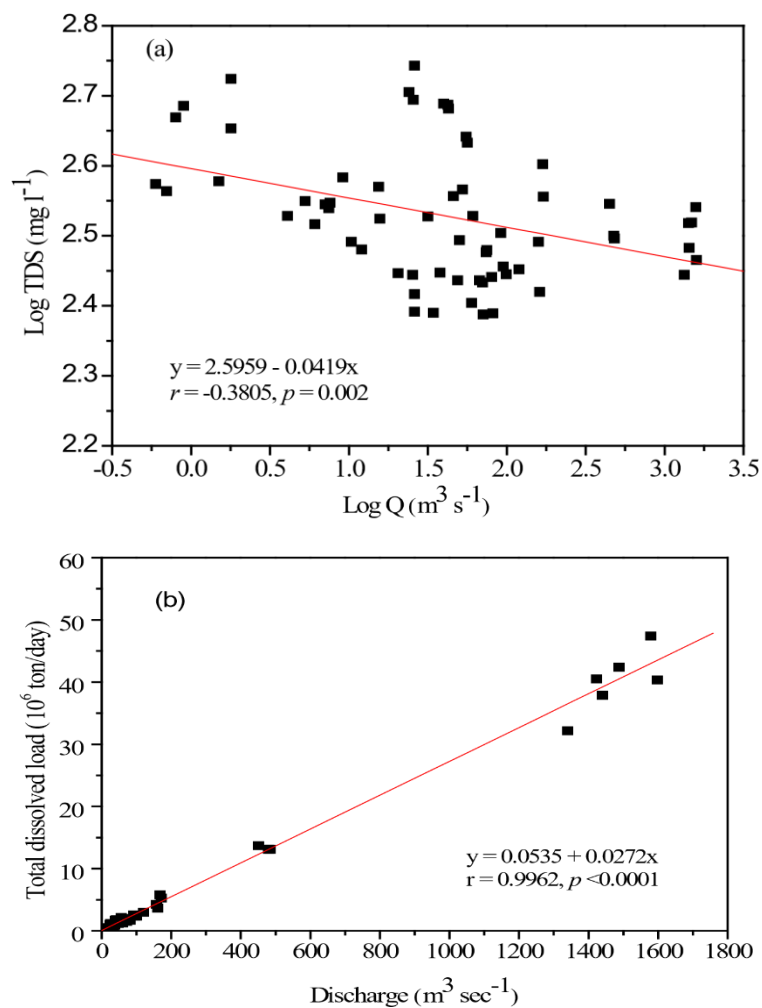 (a)
2.8
2.7
2.6
2.5
2.4
2.3
2.2
Log TDS (mg l⁻¹)
y = 2.5959 - 0.0419x
r = -0.3805, p = 0.002
-0.5 0.0 0.5 1.0 1.5 2.0 2.5 3.0 3.5
Log Q (m³ s⁻¹)
(b)
60
50
40
30
20
10
0
Total dissolved load (10⁶ ton/day)
y = 0.0535 + 0.0272x
r = 0.9962, p <0.0001
0 200 400 600 800 1000 1200 1400 1600 1800
Discharge (m³ sec⁻¹)